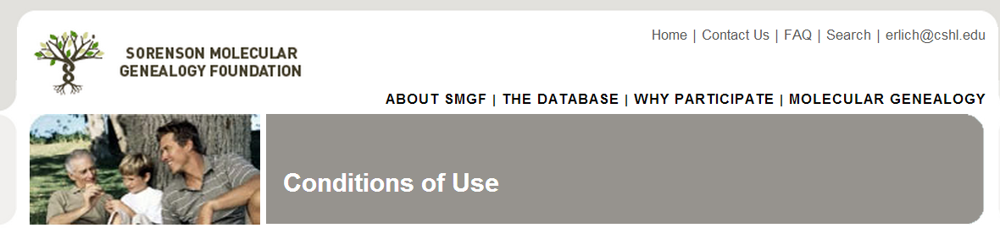 SORENSON MOLECULAR
GENEALOGY FOUNDATION
Home | Contact Us | FAQ | Search | erlich@cshl.edu
ABOUT SMGF | THE DATABASE | WHY PARTICIPATE | MOLECULAR GENEALOGY
Conditions of Use